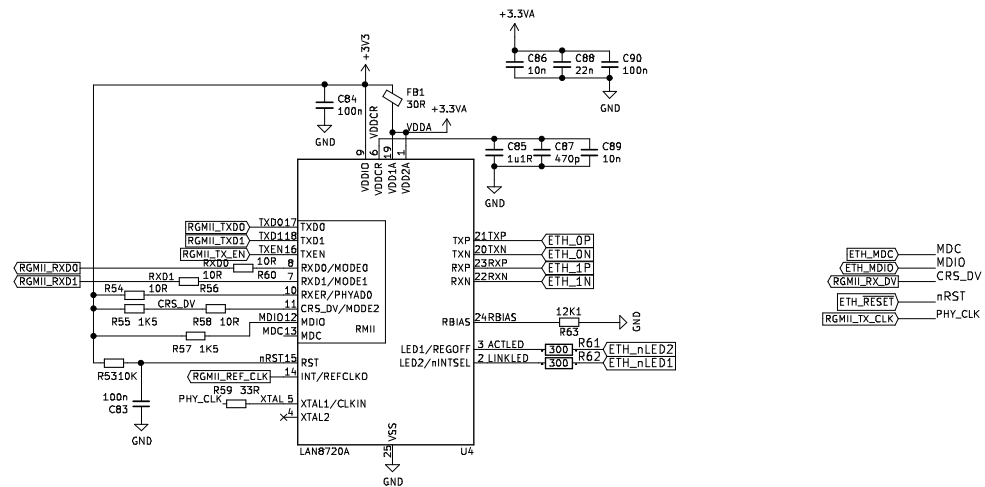 +3.3VA
C86
10n
C88
22n
C90
100n
GND
+3V3
C84
100n
GND
FB1
30R
VDDCR
+3.3VA
VDDA
C85
1u1R
C87
470p
C89
10n
GND
9
6
19
1
VDDIO
VDDCR
VDD1A
VDD2A
RGMII_TXD0 TXD0 17 TXD0
RGMII_TXD1 TXD1 18 TXD1
RGMII_TX_EN TXEN 16 TXEN
RGMII_RXD0 RXD0 10R 8 RXD0/MODE0
RGMII_RXD1 RXD1 10R R60 7 RXD1/MODE1
R54 10R R56 10 RXER/PHYAD0
CRS_DV 11 CRS_DV/MODE2
R55 1K5 R58 10R MDIO 12 MDIO
MDC 13 MDC
R57 1K5
RMII
nRST 15 RST
R53 10K
RGMII_REF_CLK 14 INT/REFCLKO
100n
C83
GND
R59 33R
PHY_CLK XTAL 5 XTAL1/CLKIN
4 XTAL2
TXP 21 TXP ETH_0P
TXN 20 TXN ETH_0N
RXP 23 RXP ETH_1P
RXN 22 RXN ETH_1N
12K1
RBIAS 24 RBIAS
R63
GND
LED1/REGOFF 3 ACTLED 300 R61 ETH_nLED2
LED2/nINTSEL 2 LINKLED 300 R62 ETH_nLED1
VSS
25
LAN8720A
U4
GND
ETH_MDC MDC
ETH_MDIO MDIO
RGMII_RX_DV CRS_DV
ETH_RESET nRST
RGMII_TX_CLK PHY_CLK